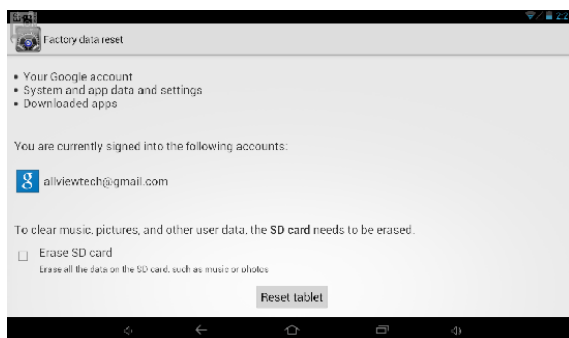 2:2
Factory data reset
• Your Google account
• System and app data and settings
• Downloaded apps
You are currently signed into the following accounts:
g allviewtech@gmail.com
To clear music, pictures, and other user data, the SD card needs to be erased.
Erase SD card
Erase all the data on the SD card, such as music or photos
Reset tablet